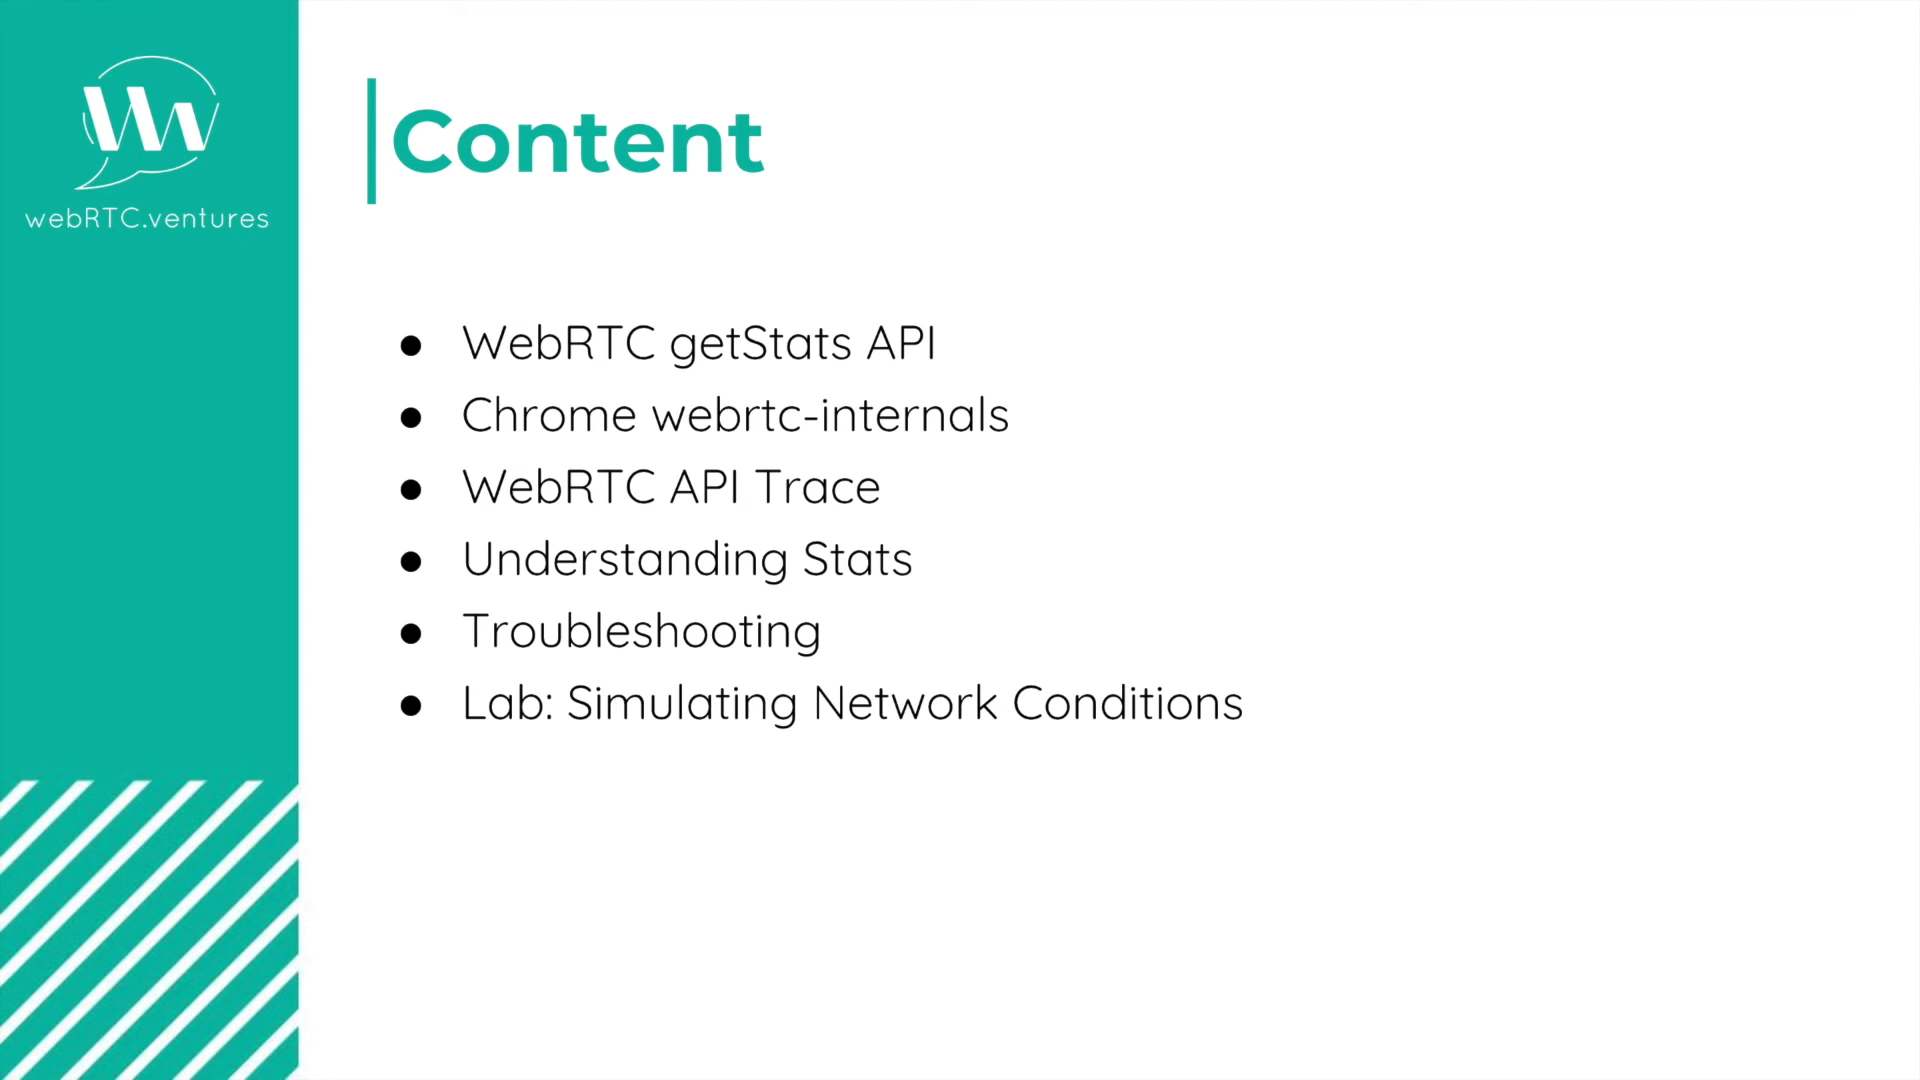 webRTC.ventures
Content
● WebRTC getStats API
● Chrome webrtc-internals
● WebRTC API Trace
● Understanding Stats
● Troubleshooting
● Lab: Simulating Network Conditions